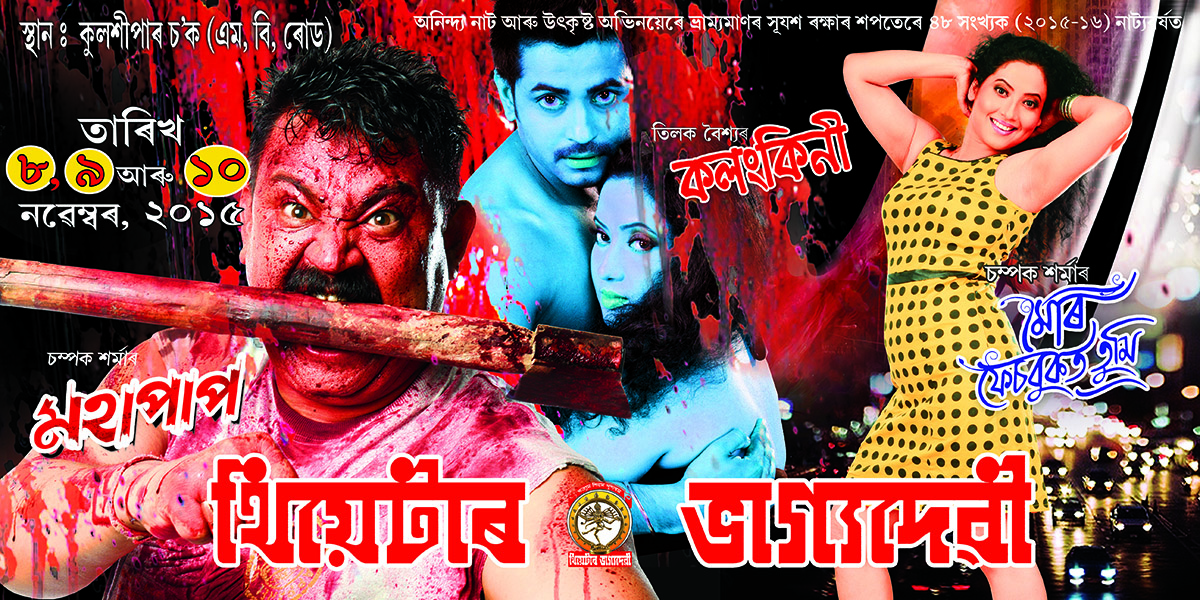 স্থান ঃ কুলশীপাৰ চ'ক (এম, বি, ৰোড)
অনিন্দ্য নাট আৰু উৎকৃষ্ট অভিনয়েৰে ভ্ৰাম্যমাণৰ সূযশ ৰক্ষাৰ শপতেৰে ৪৮ সংখ্যক (২০১৫-১৬) নাট্যবৰ্ষত
তাৰিখ
৮, ৯ আৰু ১০
নৱেম্বৰ, ২০১৫
তিলক বৈশ্যৰ
কলংকিনী
চম্পক শৰ্মাৰ
মোৰ
ফেচবুকত তুমি
চম্পক শৰ্মাৰ
মহাপাপ
থিয়েটাৰ ভাগ্যদেৱী
থিয়েটাৰ ভাগ্যদেৱী